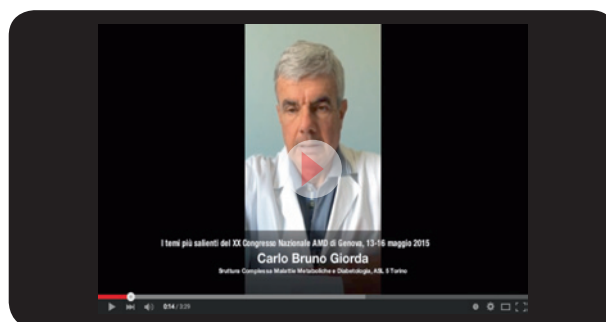 I temi più salienti del XX Congresso Nazionale AMD di Genova, 13-16 maggio 2015
Carlo Bruno Giorda
Struttura Complessa Malattie Metaboliche e Diabetologia, ASL 5 Torino
0:14 / 3:29